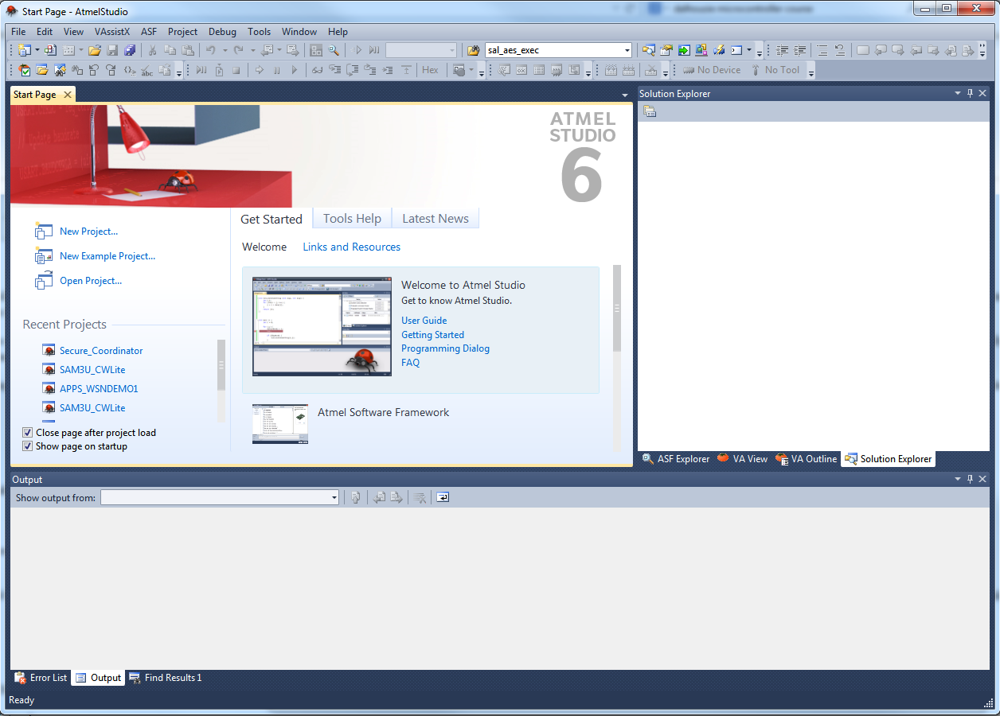 Start Page - AtmelStudio
File Edit View VAssistX ASF Project Debug Tools Window Help
sal_aes_exec
Hex No Device No Tool
Start Page
ATMEL
STUDIO
6
New Project...
New Example Project...
Open Project...
Recent Projects
Secure_Coordinator
SAM3U_CWLite
APPS_WSNDEMO1
SAM3U_CWLite
Close page after project load
Show page on startup
Get Started Tools Help Latest News
Welcome Links and Resources
Welcome to Atmel Studio
Get to know Atmel Studio.
User Guide
Getting Started
Programming Dialog
FAQ
Atmel Software Framework
Solution Explorer
ASF Explorer VA View VA Outline Solution Explorer
Output
Show output from:
Error List Output Find Results 1
Ready